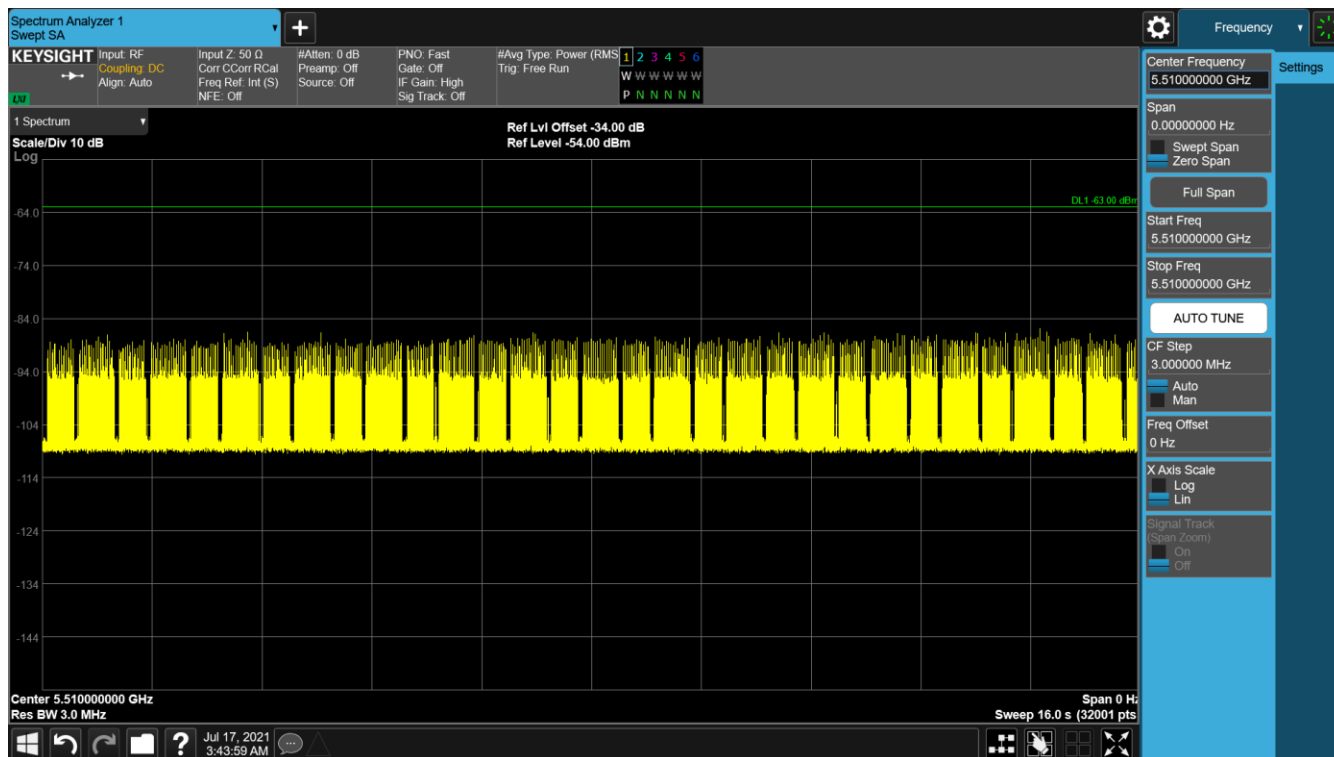 Spectrum Analyzer 1
Swept SA
+
Frequency
KEYSIGHT
Input: RF
Coupling: DC
Align: Auto
Input Z: 50 Ω
Corr CCorr RCal
Freq Ref: Int (S)
NFE: Off
#Atten: 0 dB
Preamp: Off
Source: Off
PNO: Fast
Gate: Off
IF Gain: High
Sig Track: Off
#Avg Type: Power (RMS
Trig: Free Run
1 2 3 4 5 6
W W W W W W
P N N N N N
LXI
1 Spectrum
Scale/Div 10 dB
Log
Ref Lvl Offset -34.00 dB
Ref Level -54.00 dBm
DL1 -63.00 dBm
-64.0
-74.0
-84.0
-94.0
-104
-114
-124
-134
-144
Center 5.510000000 GHz
Res BW 3.0 MHz
Span 0 Hz
Sweep 16.0 s (32001 pts
Settings
Center Frequency
5.510000000 GHz
Span
0.00000000 Hz
Swept Span
Zero Span
Full Span
Start Freq
5.510000000 GHz
Stop Freq
5.510000000 GHz
AUTO TUNE
CF Step
3.000000 MHz
Auto
Man
Freq Offset
0 Hz
X Axis Scale
Log
Lin
Signal Track
(Span Zoom)
On
Off
?
Jul 17, 2021
3:43:59 AM